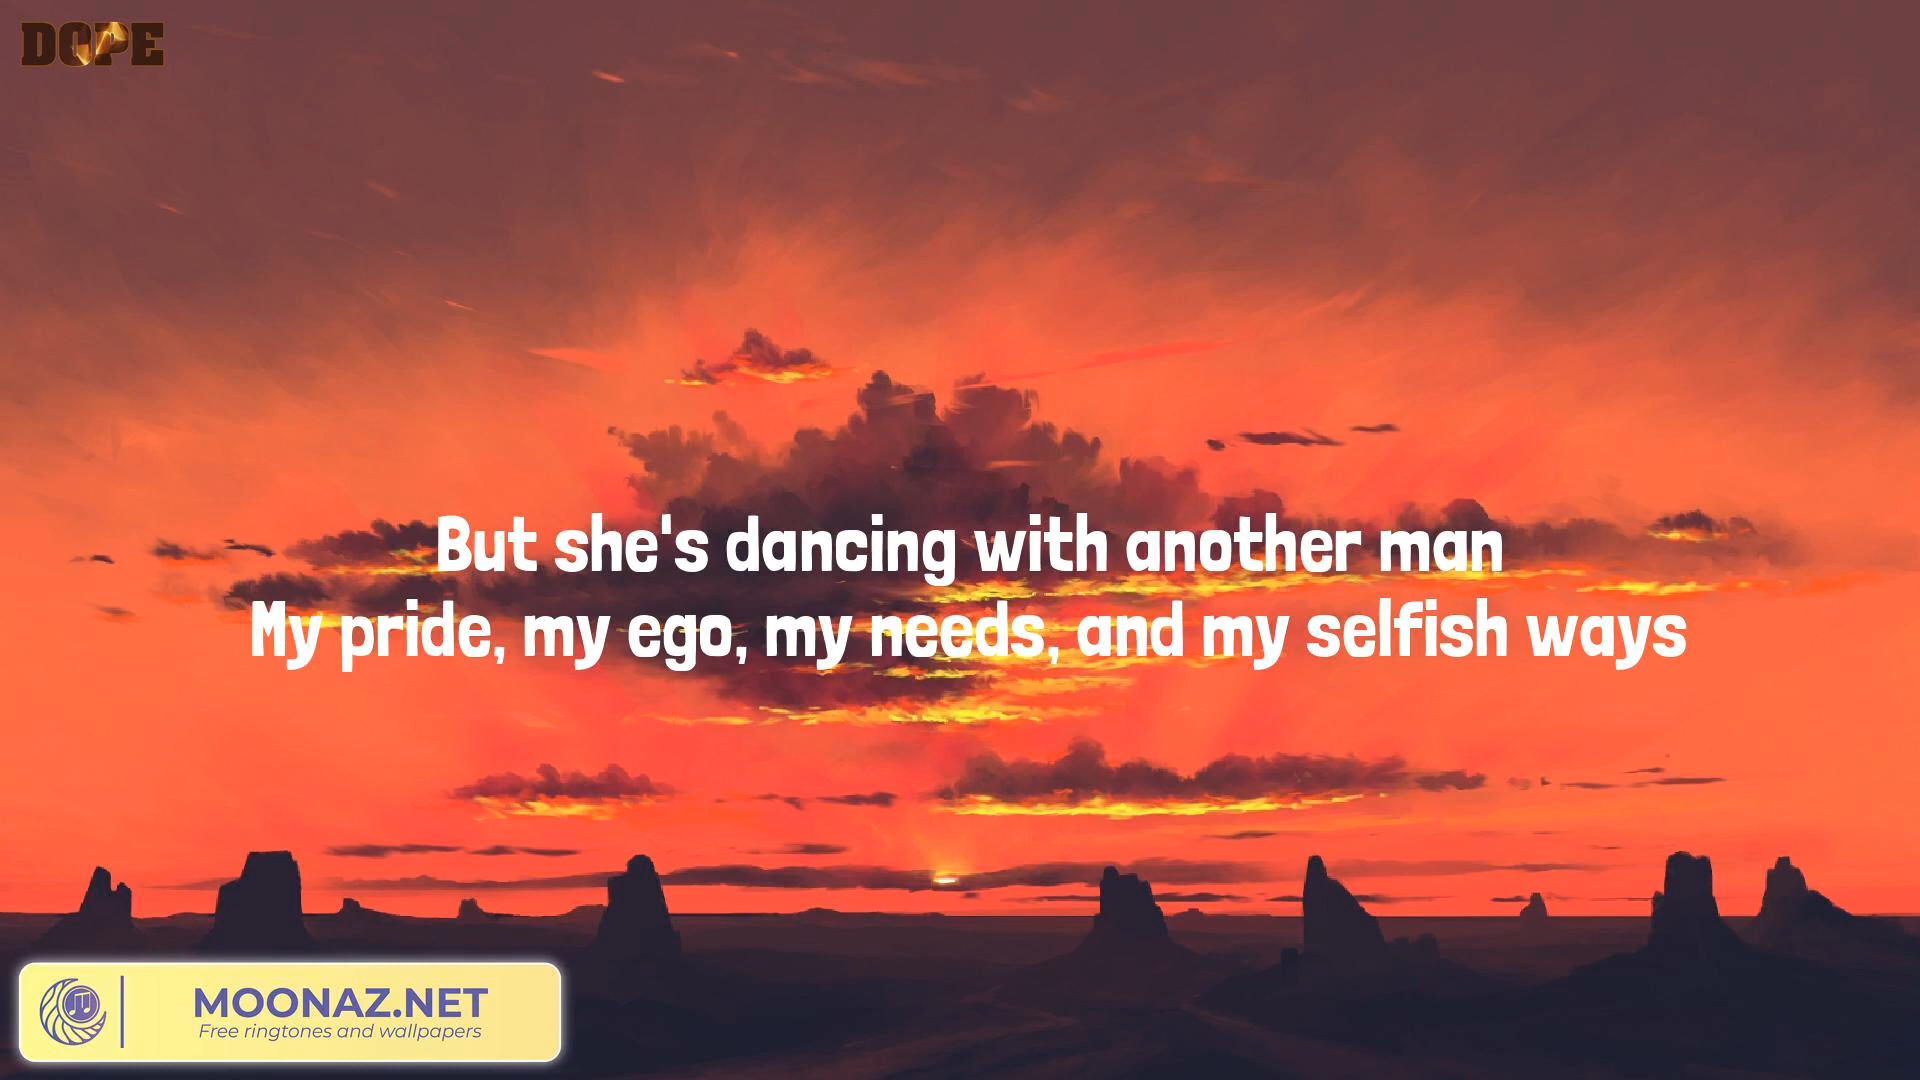 DOPE
But she's dancing with another man
My pride, my ego, my needs, and my selfish ways
MOONAZ.NET
Free ringtones and wallpapers